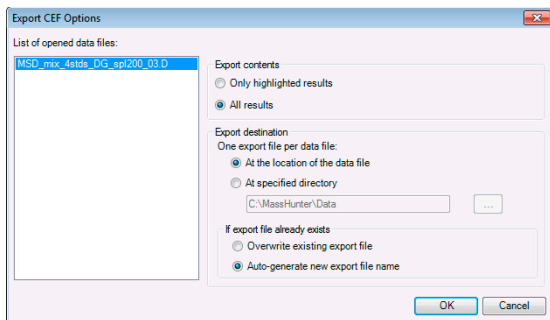 Export CEF Options
List of opened data files:
MSD_mix_4stds_DG_spl200_03.D
Export contents
Only highlighted results
All results
Export destination
One export file per data file:
At the location of the data file
At specified directory
C:\MassHunter\Data
...
If export file already exists
Overwrite existing export file
Auto-generate new export file name
OK
Cancel